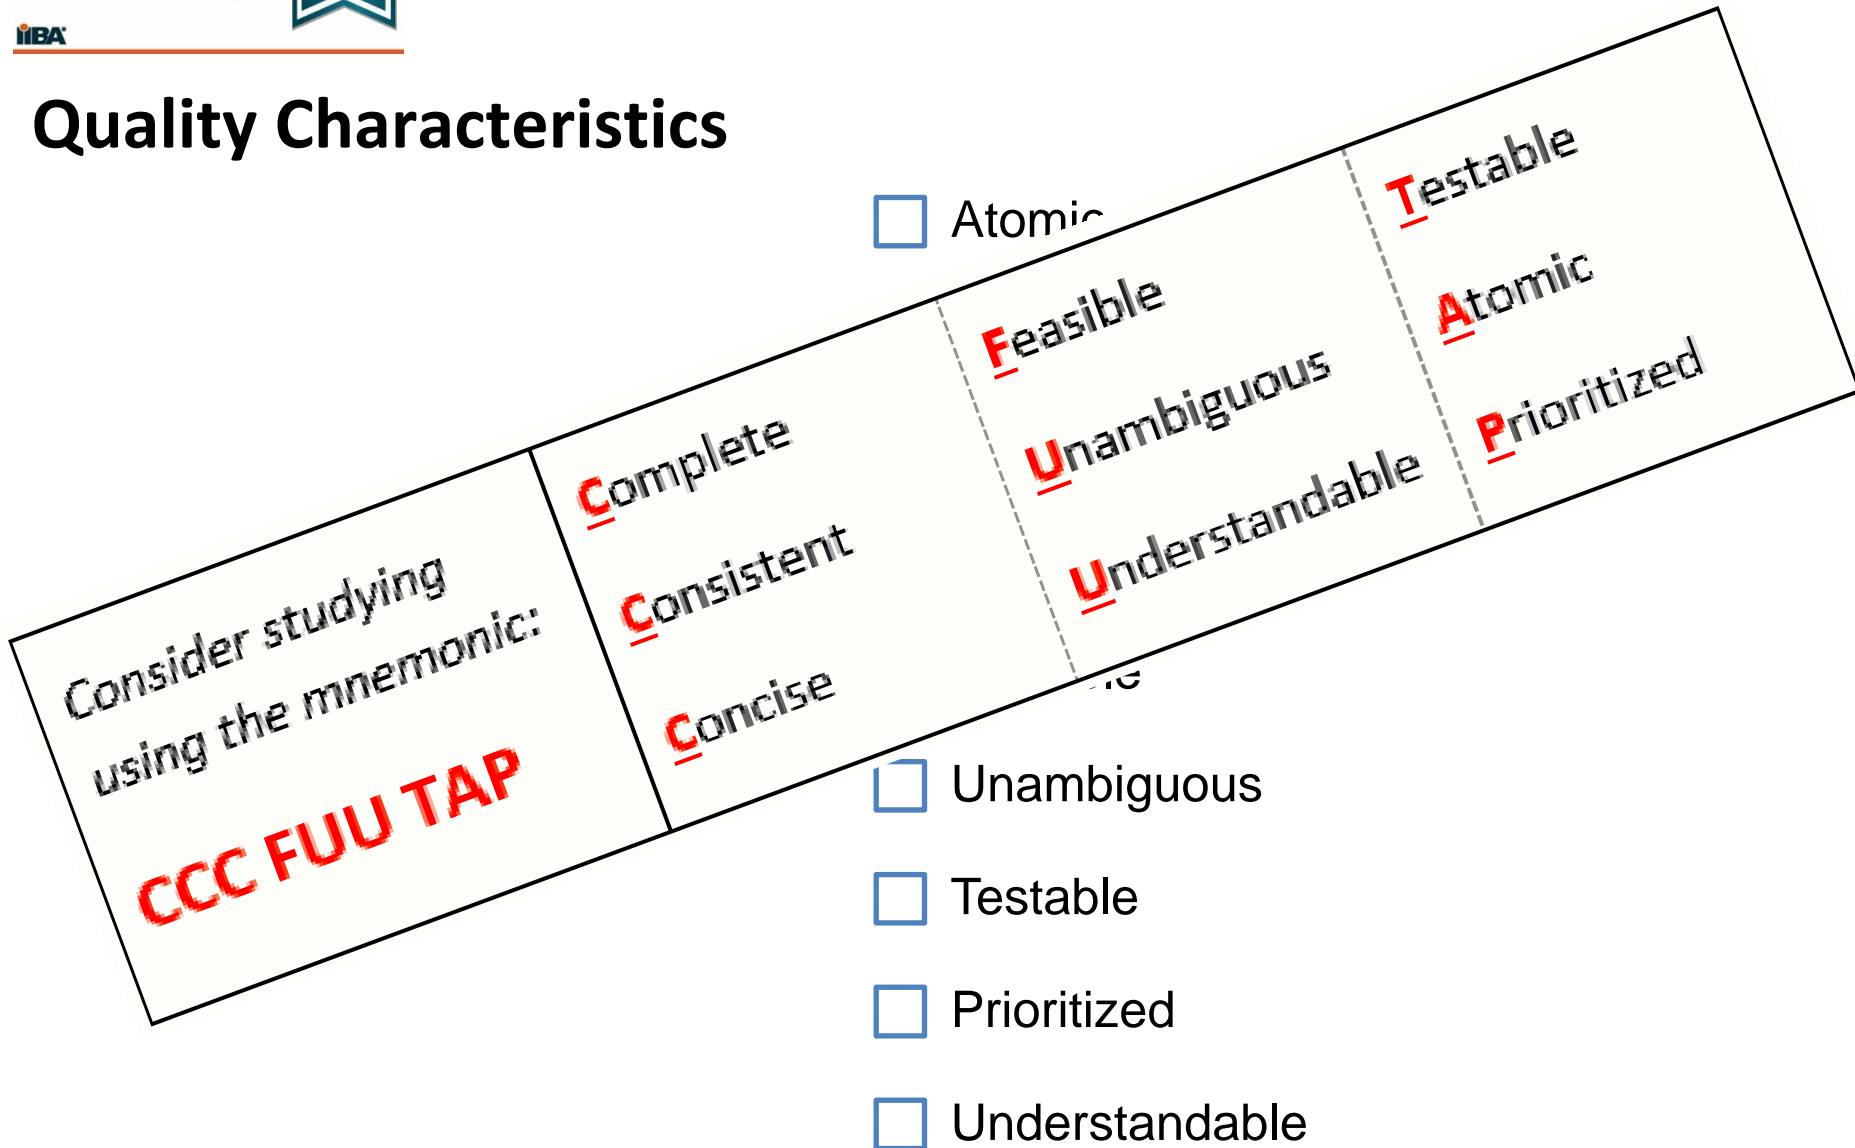 iiBA
Quality Characteristics
Consider studying
using the mnemonic:
CCC FUU TAP
Complete
Consistent
Concise
Feasible
Unambiguous
Understandable
Testable
Atomic
Prioritized
Atomic
Unambiguous
Testable
Prioritized
Understandable